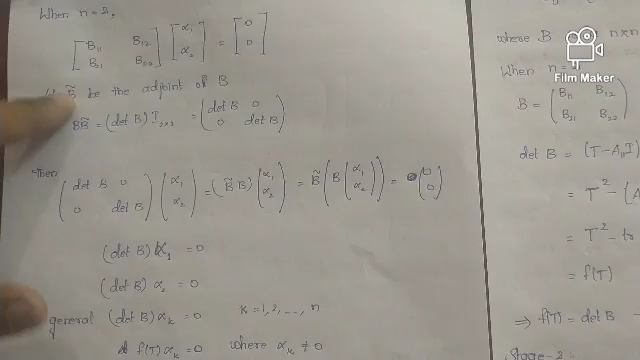 When n = 2,
[B11 B12
B21 B22] [α1
α2] = [0
0]
B̃ be the adjoint of B
BB̃ = (det B) I2×2 = (det B 0
0 det B)
Then
(det B 0
0 det B) (α1
α2) = (B̃ B) (α1
α2) = B̃ (B (α1
α2)) = (0
0)
(det B) α1 = 0
(det B) α2 = 0
general (det B) αk = 0 k = 1, 2, ..., n
f(T) αk = 0 where αk ≠ 0
where B n×n
When n =
B = (B11 B12
B21 B22)
det B = (T - A11 I)
= T² - (A
= T² - tr
= f(T)
⇒ f(T) = det B
Stage-2
Film Maker